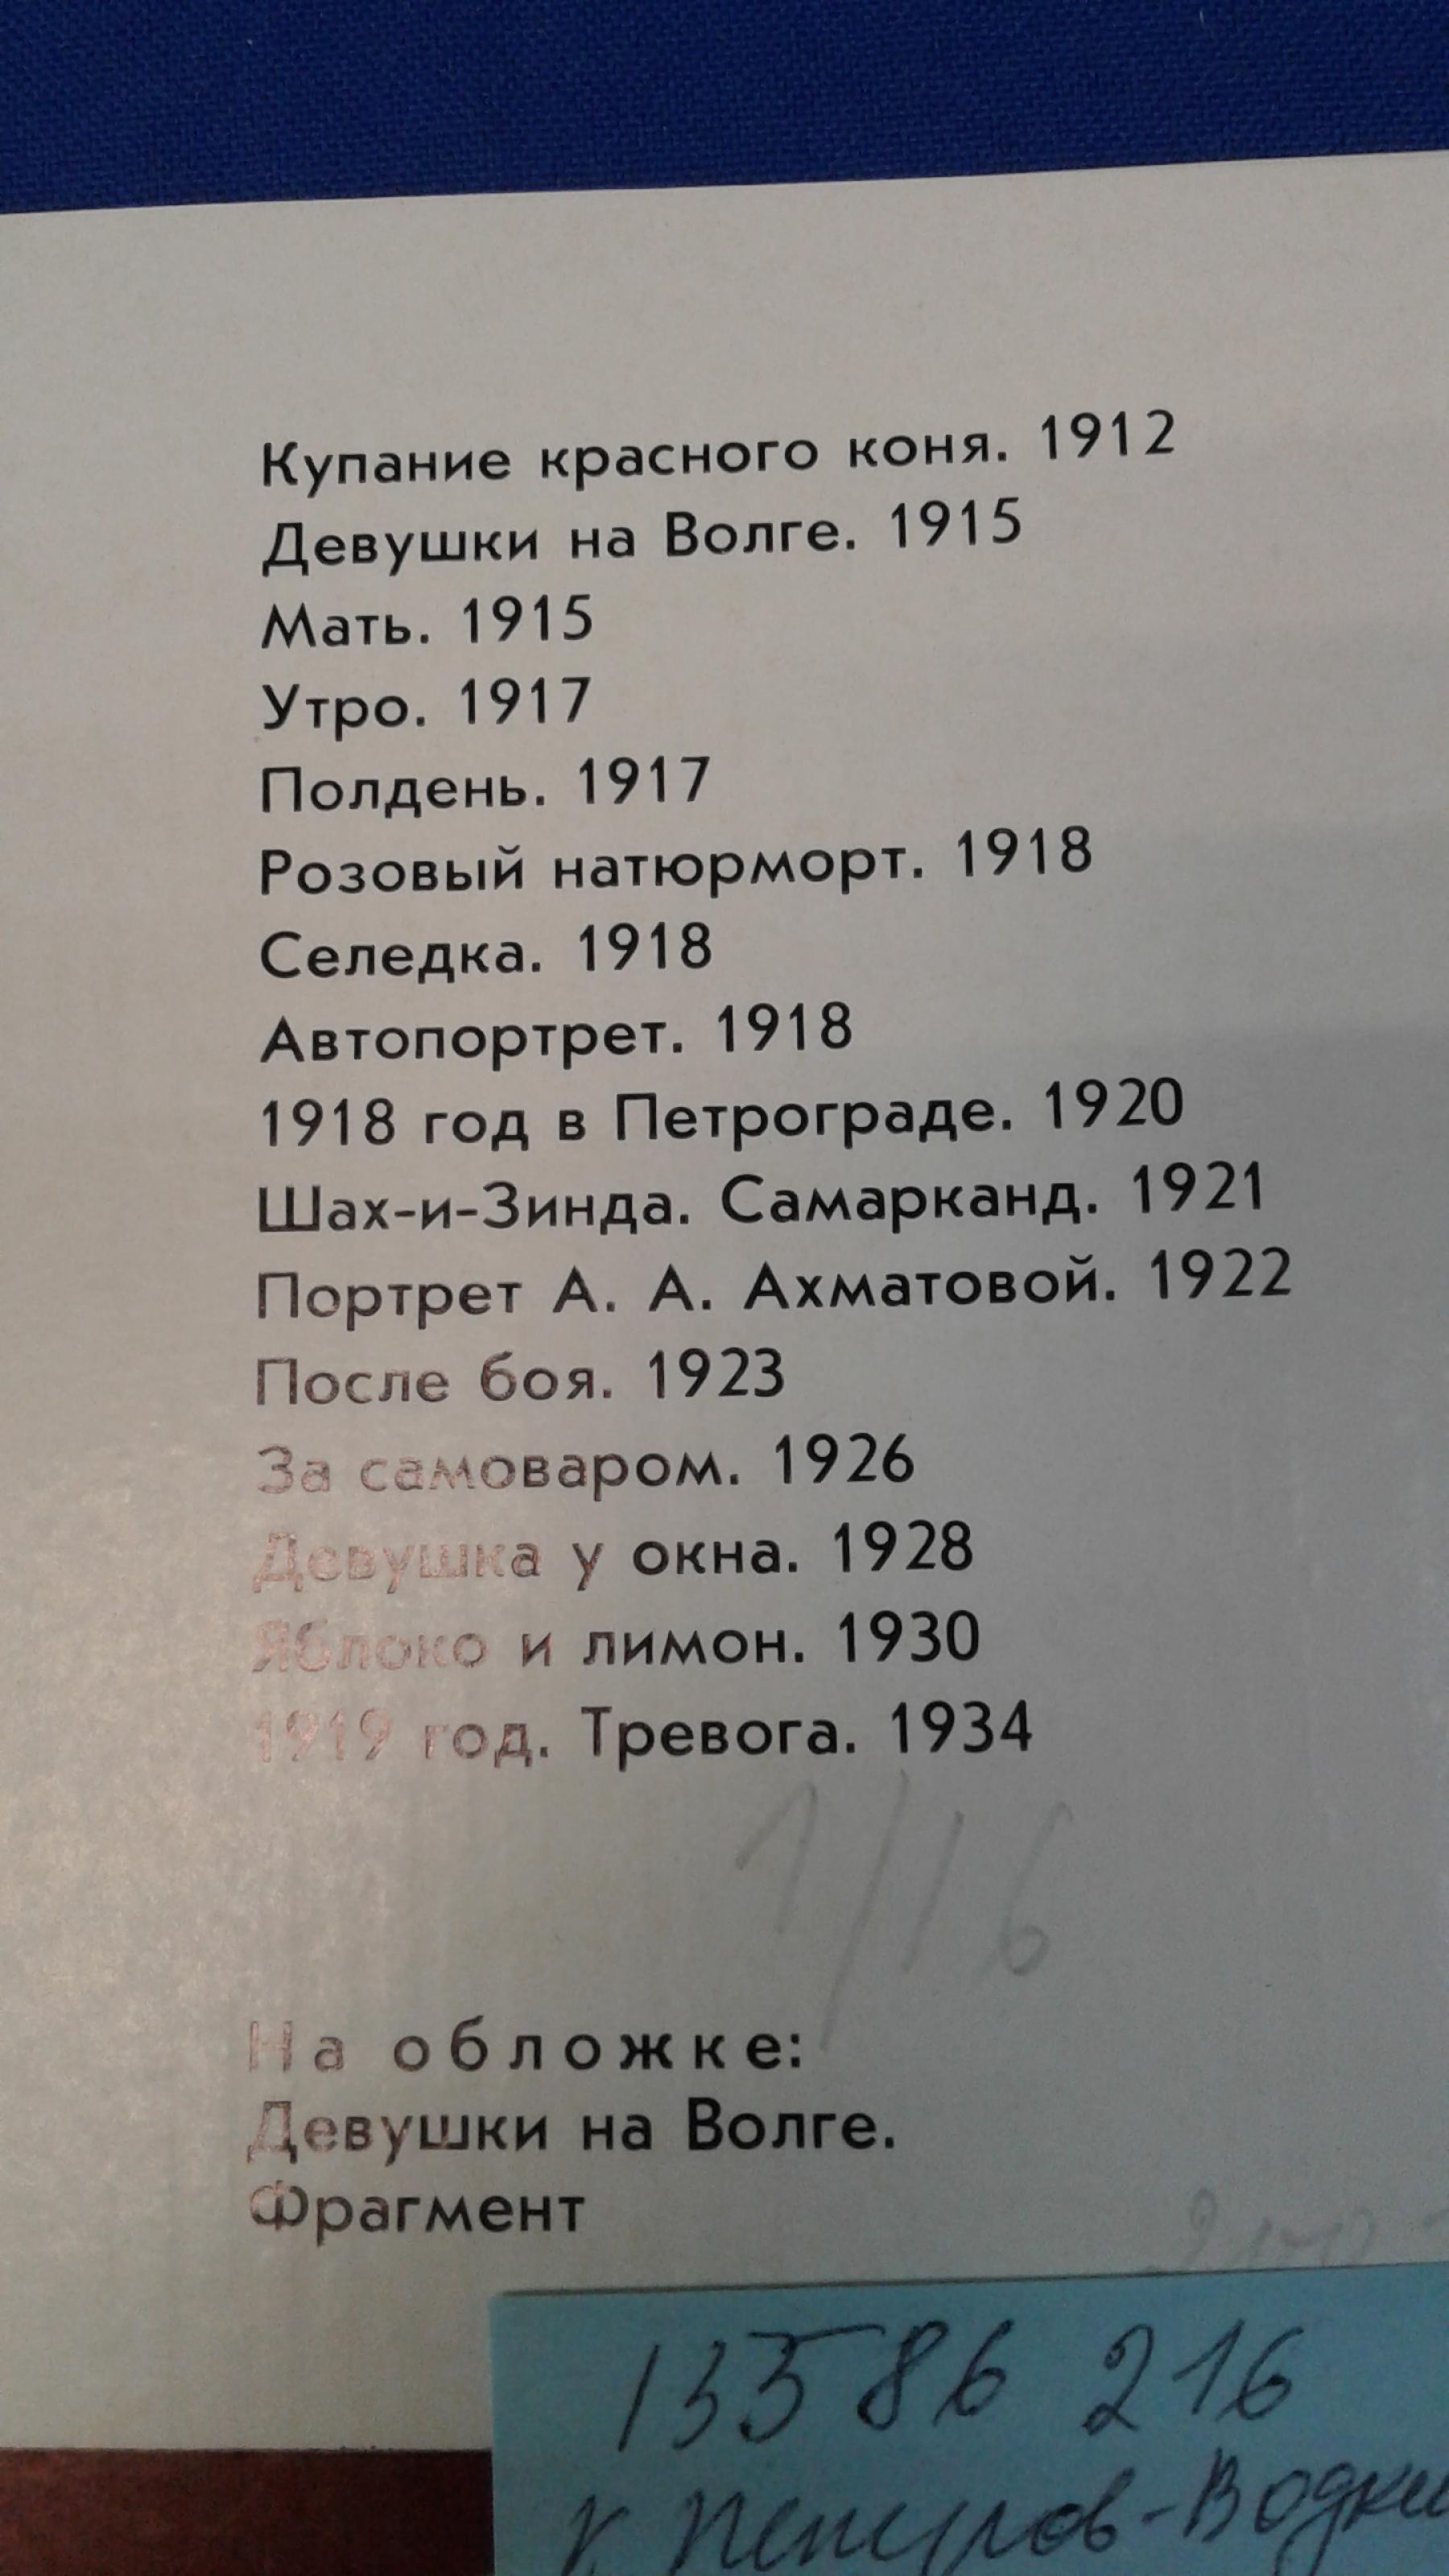 Купание красного коня. 1912
Девушки на Волге. 1915
Мать. 1915
Утро. 1917
Полдень. 1917
Розовый натюрморт. 1918
Селедка. 1918
Автопортрет. 1918
1918 год в Петрограде. 1920
Шах-и-Зинда. Самарканд. 1921
Портрет А. А. Ахматовой. 1922
После боя. 1923
За самоваром. 1926
Девушка у окна. 1928
Яблоко и лимон. 1930
1919 год. Тревога. 1934
1/16
На обложке:
Девушки на Волге.
Фрагмент
13586 216
К Петров-Водки